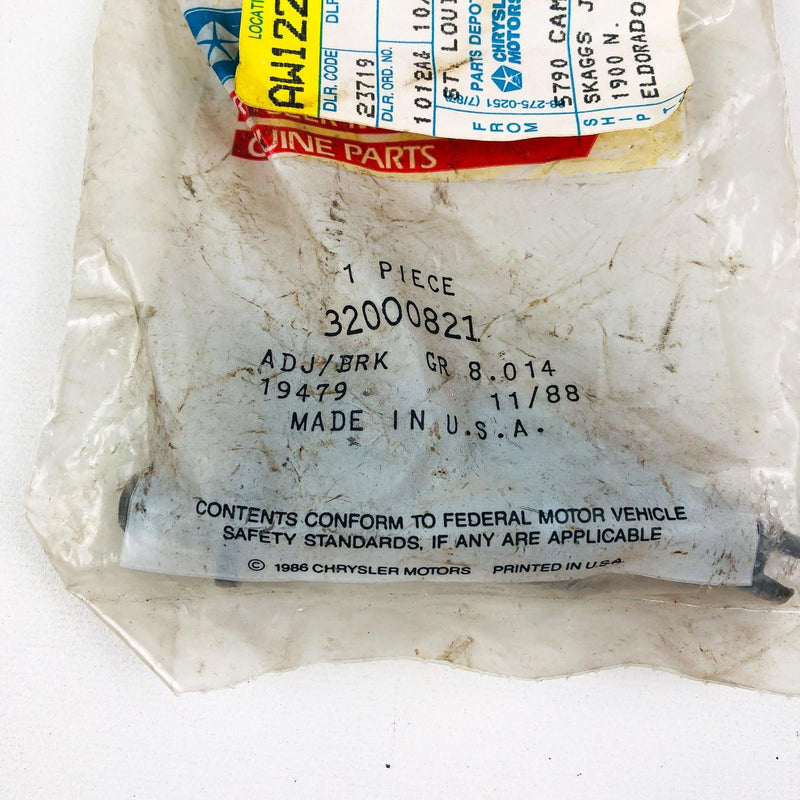 AW122
DLR. CODE
23719
DLR. ORD. NO.
1012A4
ST LOUI
PARTS DEPOT
CHRYSLER
MOTORS
FROM
SHIP
5790 CAM
SKAGGS J
1900 N.
ELDORADO
UINE PARTS
1 PIECE
32000821
ADJ/BRK GR 8.014
19479 11/88
MADE IN U.S.A.
CONTENTS CONFORM TO FEDERAL MOTOR VEHICLE
SAFETY STANDARDS, IF ANY ARE APPLICABLE
© 1986 CHRYSLER MOTORS PRINTED IN U.S.A.